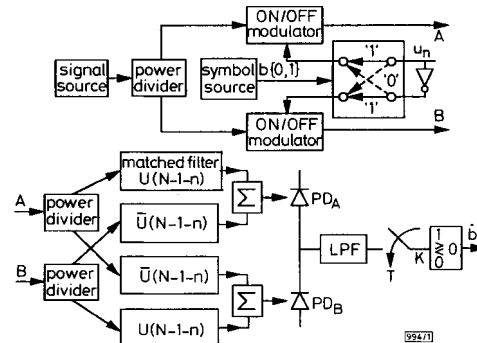 ON/OFF
modulator
A
signal
source
power
divider
symbol
source
b{0,1}
'1'
'0'
'1'
uₙ
ON/OFF
modulator
B
matched filter
U(N-1-n)
A
power
divider
Σ
PD_A
Ū(N-1-n)
B
power
divider
Ū(N-1-n)
Σ
PD_B
U(N-1-n)
LPF
T
K
1
≷ 0
0
b̂
994/1